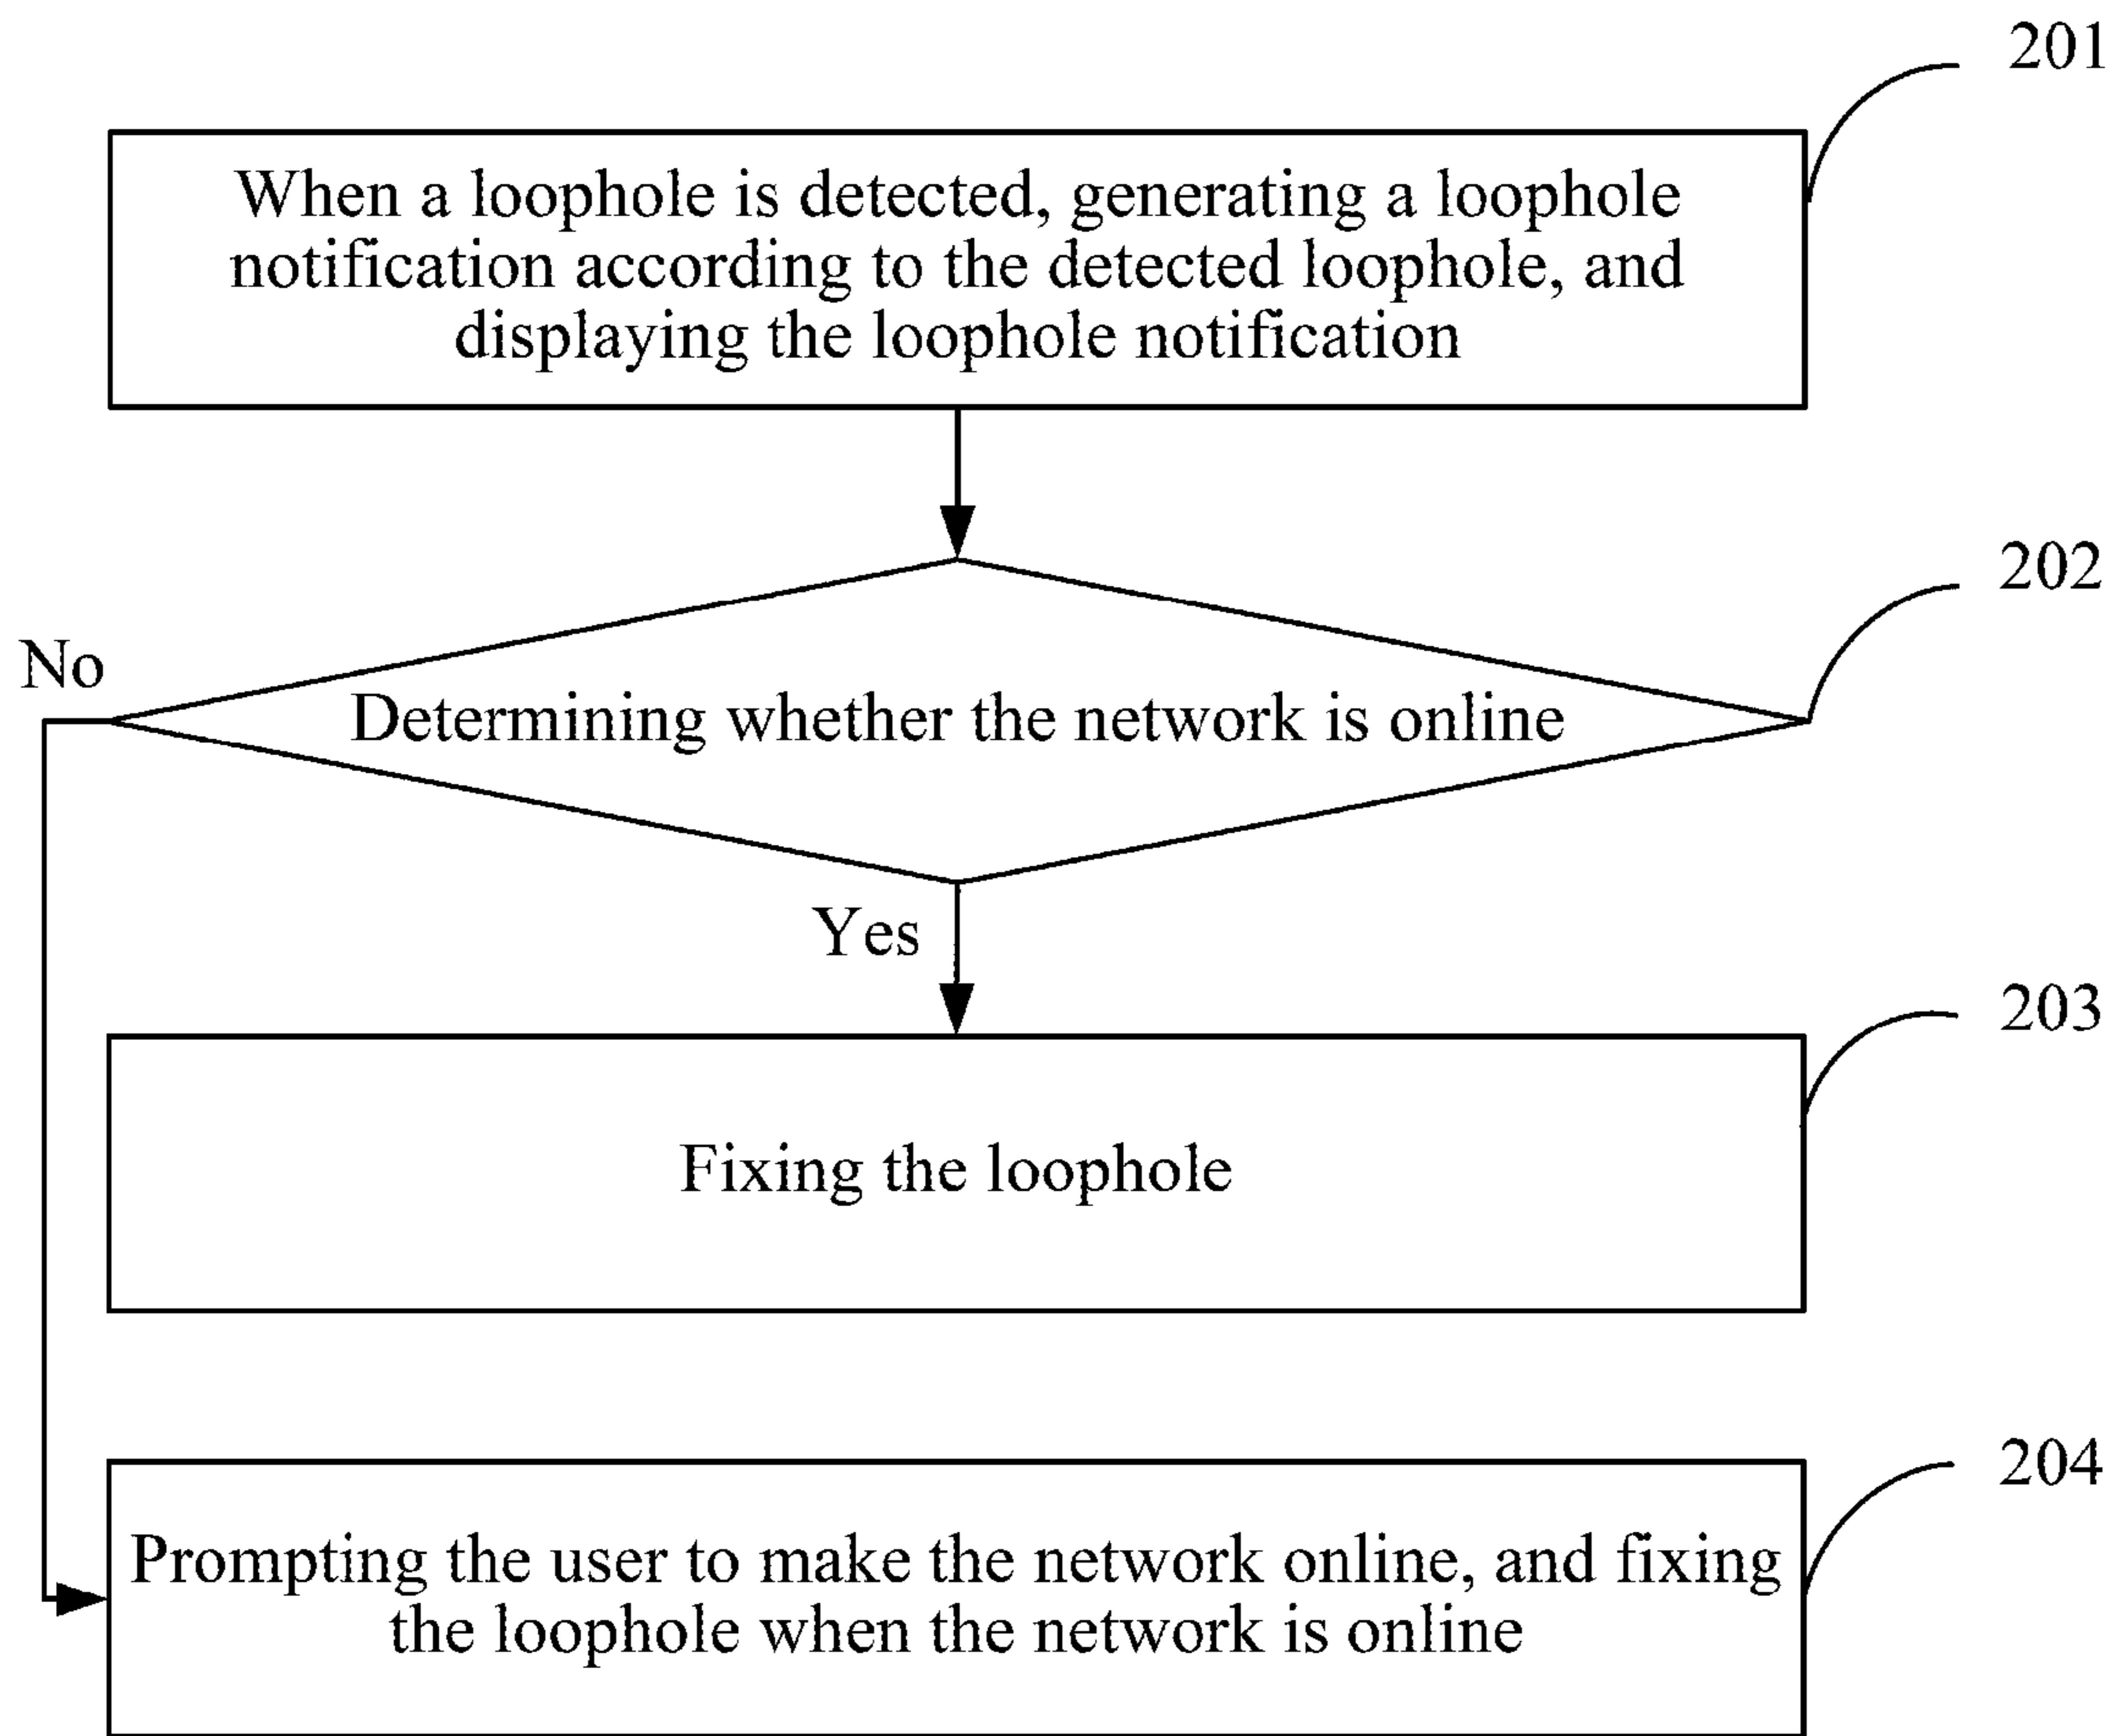 201
When a loophole is detected, generating a loophole
notification according to the detected loophole, and
displaying the loophole notification
202
No
Determining whether the network is online
Yes
203
Fixing the loophole
204
Prompting the user to make the network online, and fixing
the loophole when the network is online